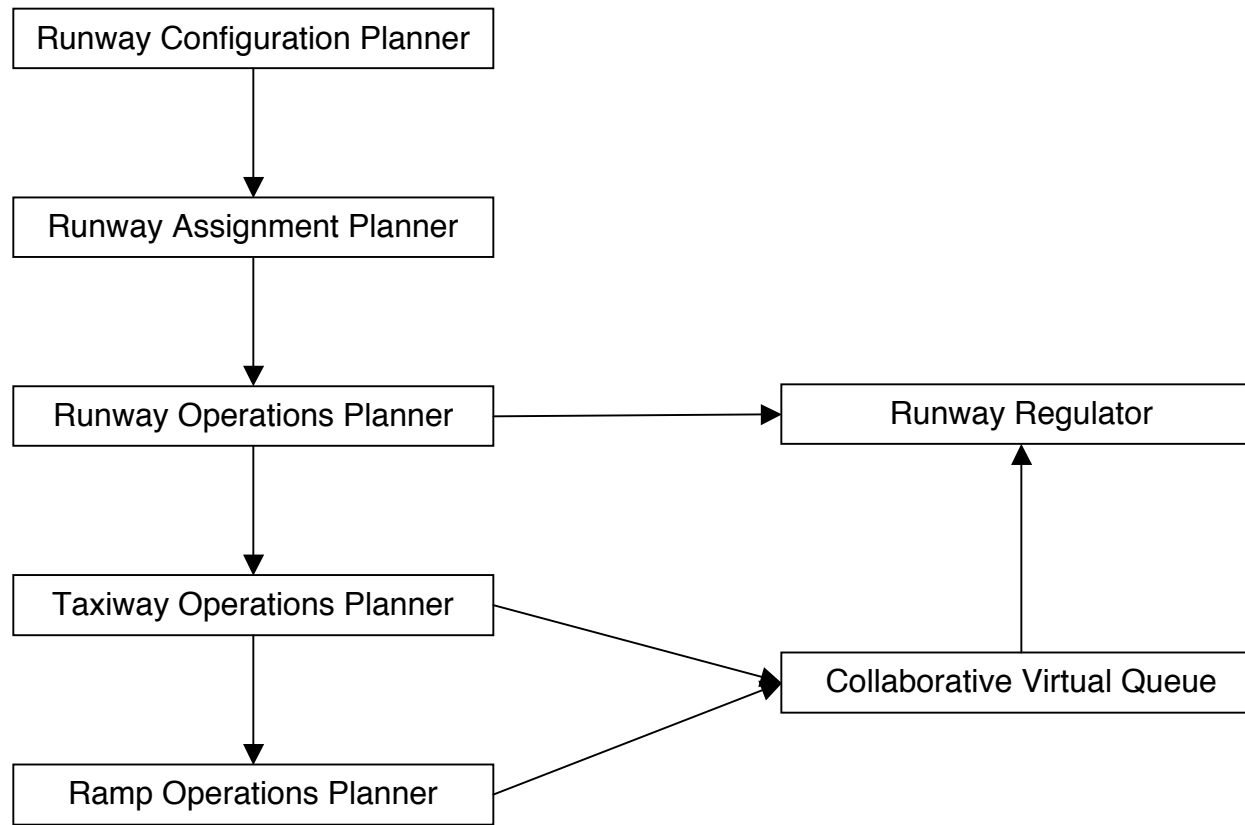 Runway Configuration Planner
Runway Assignment Planner
Runway Operations Planner
Runway Regulator
Taxiway Operations Planner
Collaborative Virtual Queue
Ramp Operations Planner